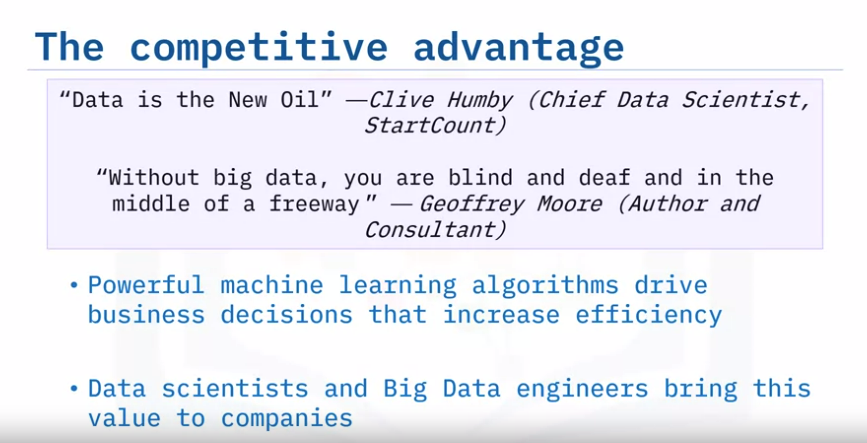 The competitive advantage
“Data is the New Oil” —Clive Humby (Chief Data Scientist,
StartCount)
“Without big data, you are blind and deaf and in the
middle of a freeway” — Geoffrey Moore (Author and
Consultant)
• Powerful machine learning algorithms drive
business decisions that increase efficiency
• Data scientists and Big Data engineers bring this
value to companies